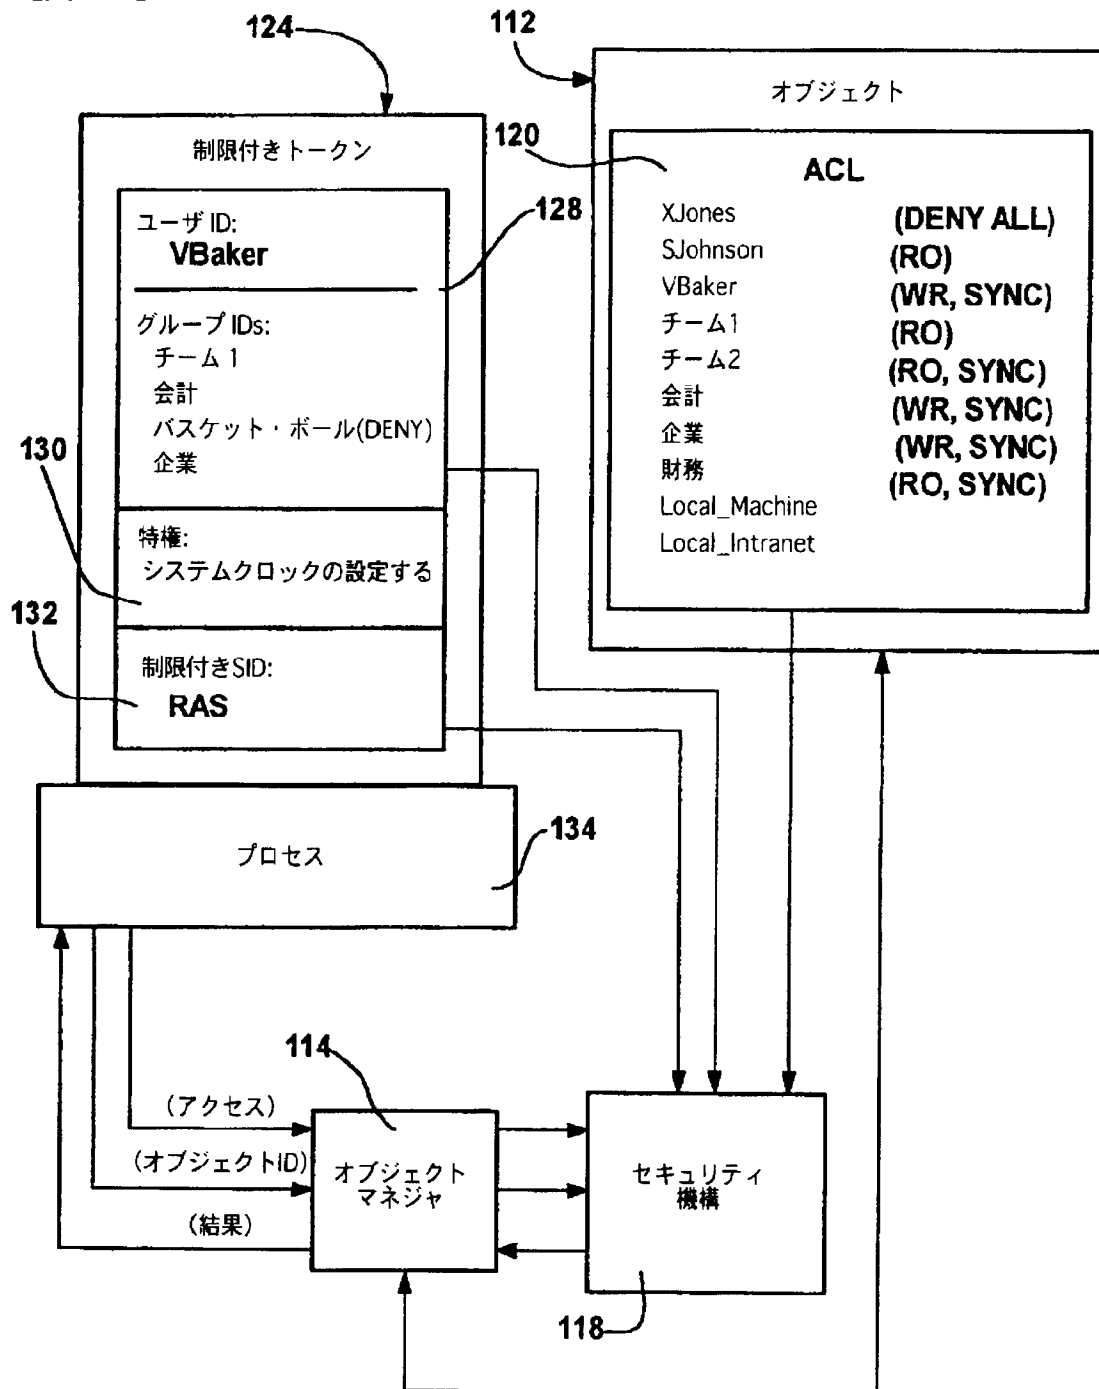 124
112
制限付きトークン
ユーザ ID:
VBaker
128
グループ IDs:
チーム 1
会計
バスケット・ボール(DENY)
企業
130
特権:
システムクロックの設定する
132
制限付きSID:
RAS
オブジェクト
120
ACL
XJones (DENY ALL)
SJohnson (RO)
VBaker (WR, SYNC)
チーム1 (RO)
チーム2 (RO, SYNC)
会計 (WR, SYNC)
企業 (WR, SYNC)
財務 (RO, SYNC)
Local_Machine
Local_Intranet
プロセス
134
114
(アクセス)
(オブジェクトID)
(結果)
オブジェクト
マネジャ
セキュリティ
機構
118